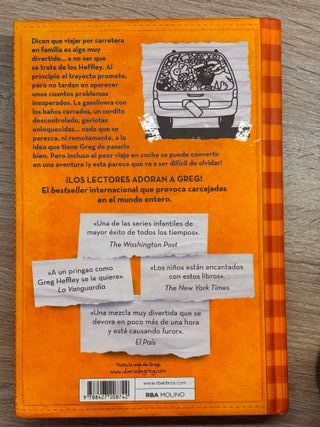 Dicen que viajar por carretera
en familia es algo muy
divertido... a no ser que
se trate de los Heffley. Al
principio el trayecto promete,
pero no tardan en aparecer
unos cuantos problemas
inesperados. La gasolinera con
los baños cerrados, un cerdito
descontrolado, gaviotas
enloquecidas... nada que se
parezca, ni remotamente, a la
idea que tiene Greg de pasarlo
bien. Pero incluso el peor viaje en coche se puede convertir
en una aventura ¡y esta parece que va a ser difícil de olvidar!
¡LOS LECTORES ADORAN A GREG!
El bestseller internacional que provoca carcajadas
en el mundo entero.
«Una de las series infantiles de
mayor éxito de todos los tiempos».
The Washington Post
«A un pringao como
Greg Heffley se le quiere».
La Vanguardia
«Los niños están encantados
con estos libros».
The New York Times
«Una mezcla muy divertida que se
devora en poco más de una hora
y está causando furor».
El País
Visita la web de Greg:
www.diariodegreg.com
9 788427 208742
www.rbalibros.com
RBA MOLINO